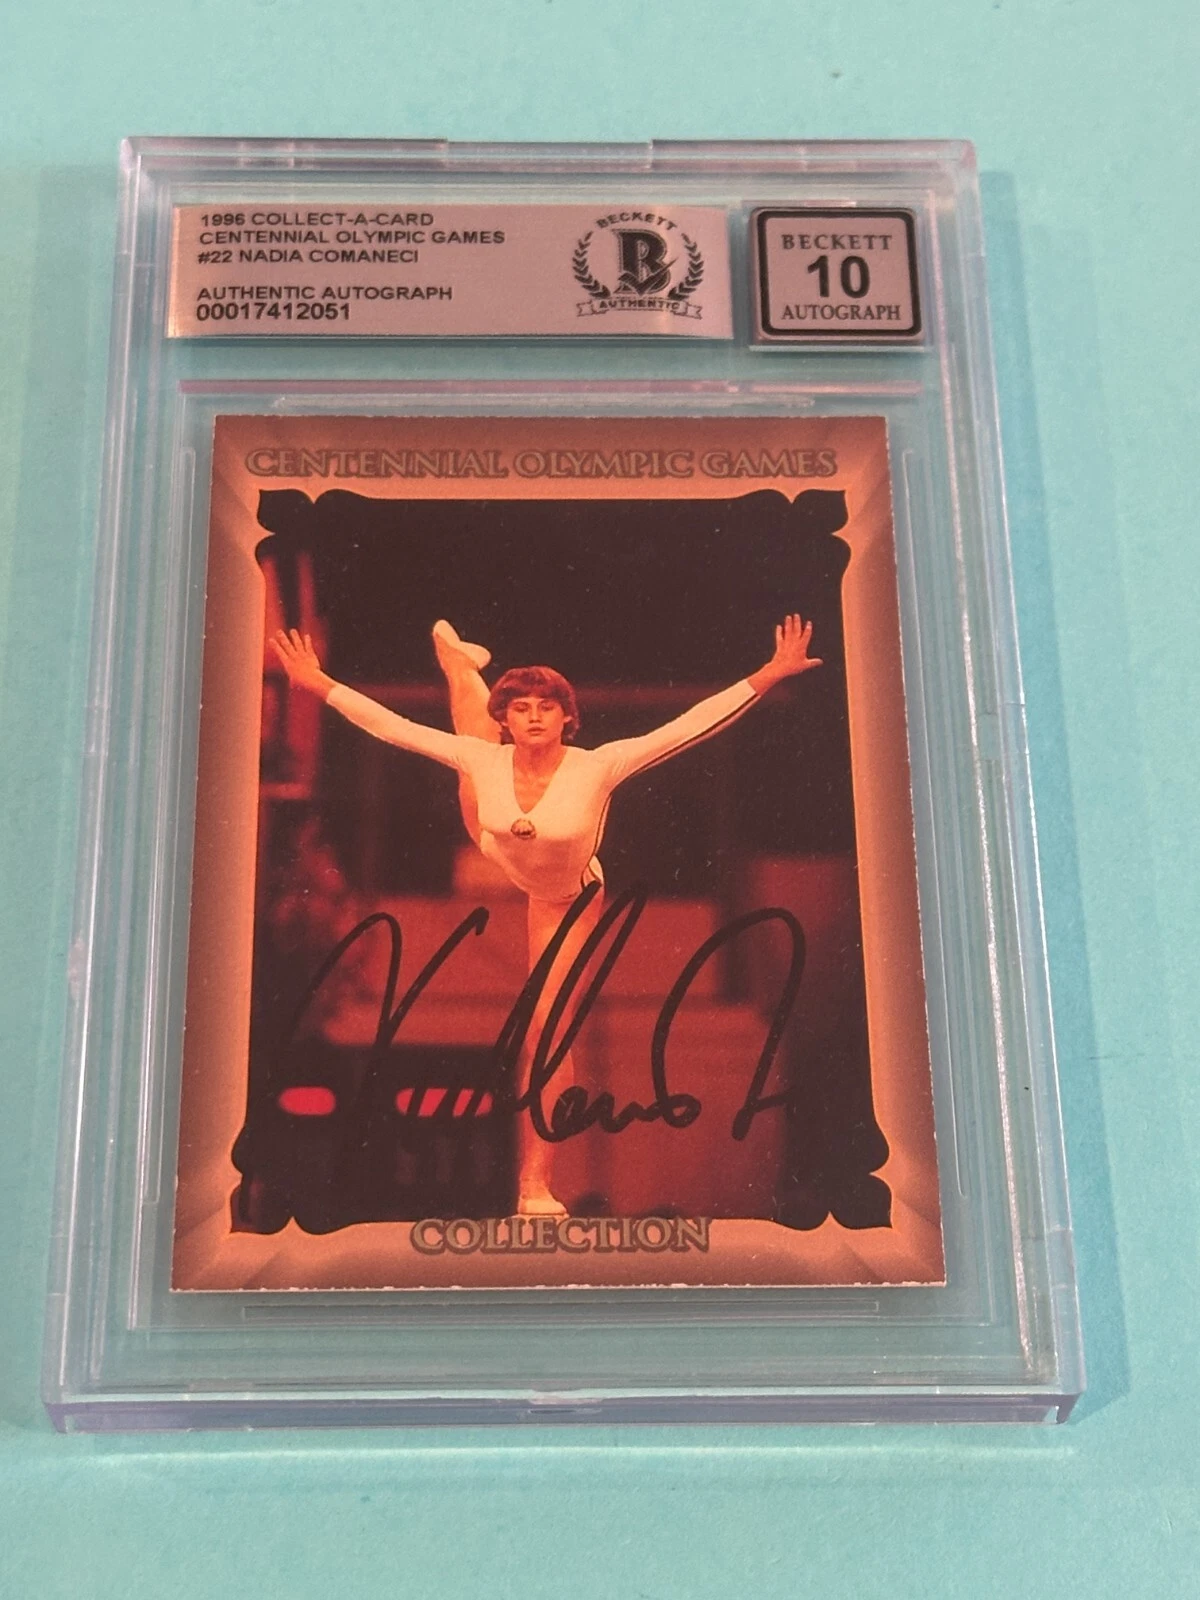 1996 COLLECT-A-CARD
CENTENNIAL OLYMPIC GAMES
#22 NADIA COMANECI
AUTHENTIC AUTOGRAPH
00017412051
BECKETT
B
AUTHENTIC
BECKETT
10
AUTOGRAPH
CENTENNIAL OLYMPIC GAMES
COLLECTION